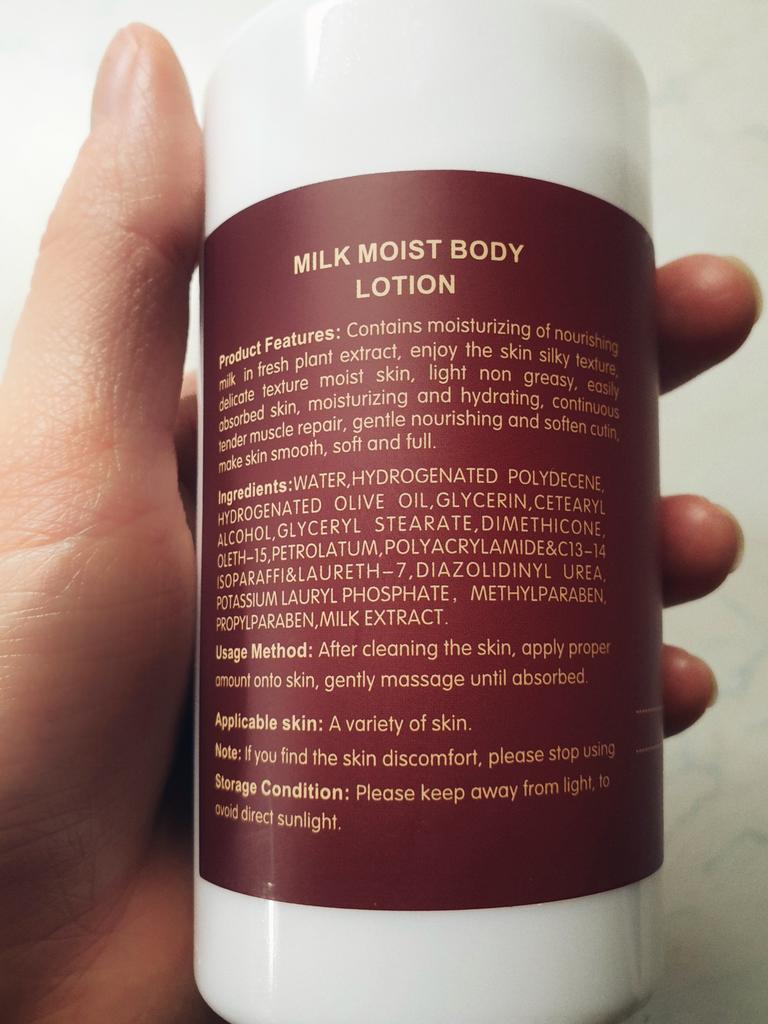 MILK MOIST BODY
LOTION
Product Features: Contains moisturizing of nourishing
milk in fresh plant extract, enjoy the skin silky texture,
delicate texture moist skin, light non greasy, easily
absorbed skin, moisturizing and hydrating, continuous
tender muscle repair, gentle nourishing and soften cutin,
make skin smooth, soft and full.
Ingredients:WATER,HYDROGENATED POLYDECENE,
HYDROGENATED OLIVE OIL,GLYCERIN,CETEARYL
ALCOHOL,GLYCERYL STEARATE,DIMETHICONE,
OLETH-15,PETROLATUM,POLYACRYLAMIDE&C13-14
ISOPARAFFI&LAURETH-7,DIAZOLIDINYL UREA,
POTASSIUM LAURYL PHOSPHATE, METHYLPARABEN,
PROPYLPARABEN,MILK EXTRACT.
Usage Method: After cleaning the skin, apply proper
amount onto skin, gently massage until absorbed.
Applicable skin: A variety of skin.
Note: If you find the skin discomfort, please stop using
Storage Condition: Please keep away from light, to
avoid direct sunlight.